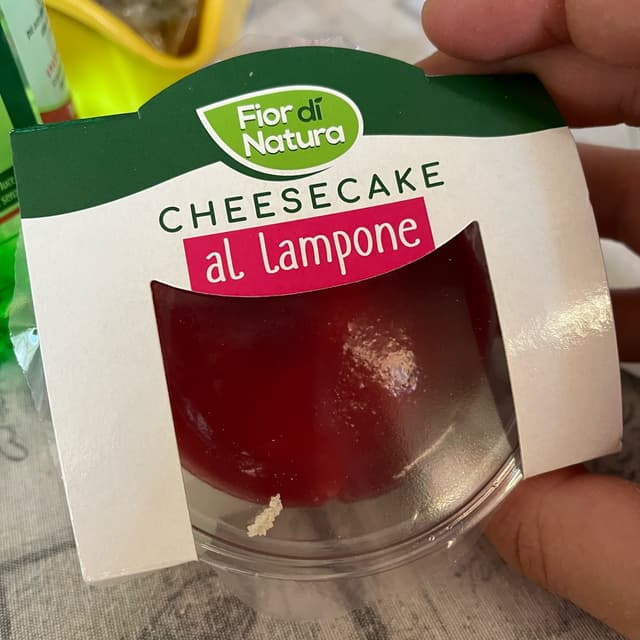 Fior di
Natura
CHEESECAKE
al lampone